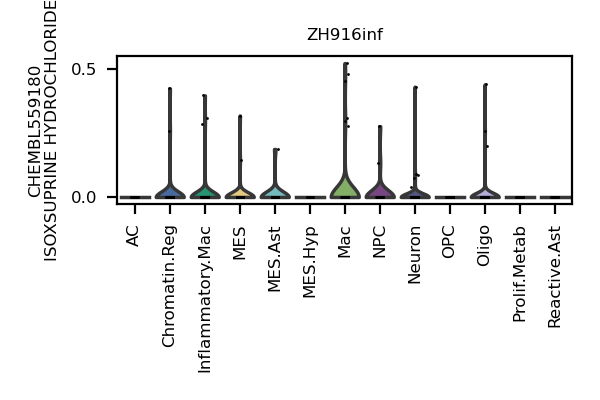 ZH916inf
CHEMBL559180
ISOXSUPRINE HYDROCHLORIDE
0.5
0.0
AC
Chromatin.Reg
Inflammatory.Mac
MES
MES.Ast
MES.Hyp
Mac
NPC
Neuron
OPC
Oligo
Prolif.Metab
Reactive.Ast